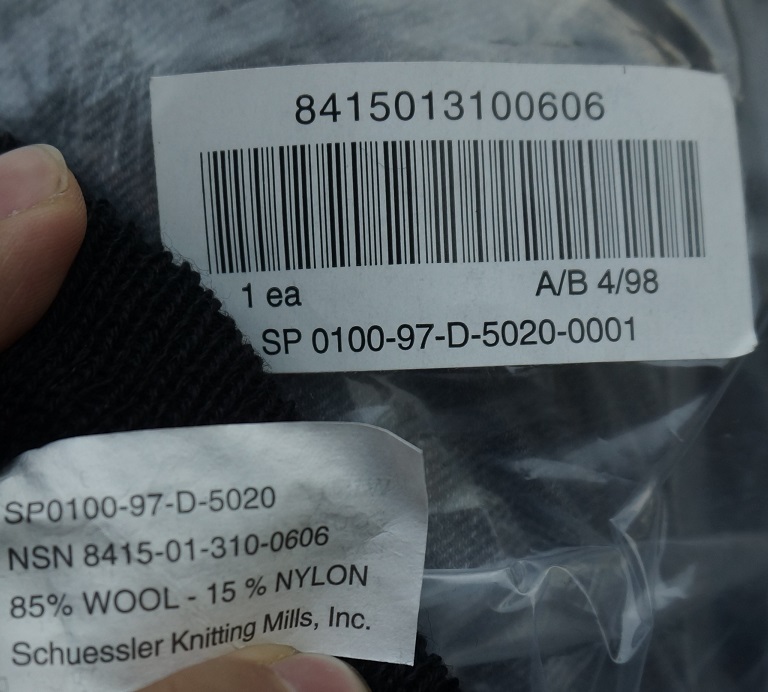 8415013100606
1 ea
A/B 4/98
SP 0100-97-D-5020-0001
SP0100-97-D-5020
NSN 8415-01-310-0606
85% WOOL - 15 % NYLON
Schuessler Knitting Mills, Inc.